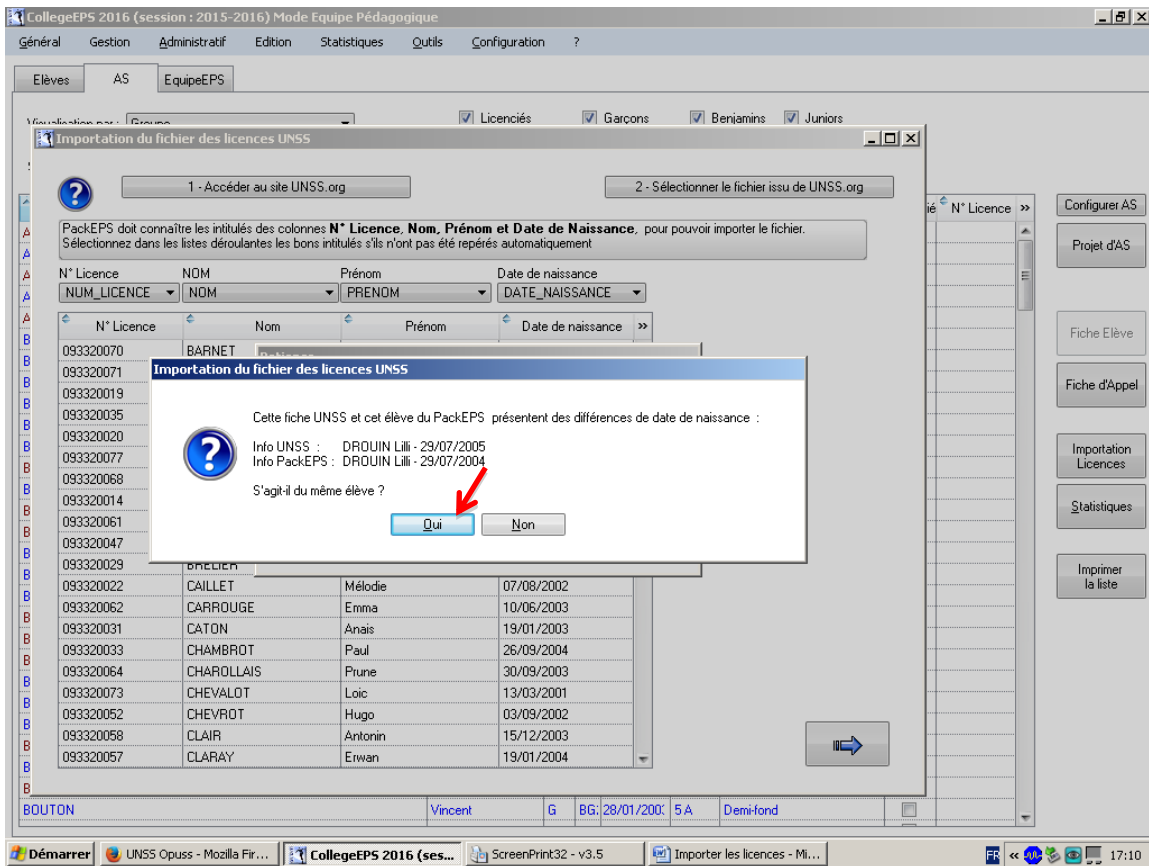 CollegeEPS 2016 (session : 2015-2016) Mode Equipe Pédagogique
Général Gestion Administratif Edition Statistiques Outils Configuration ?
Elèves AS EquipeEPS
Licenciés Garçons Benjamins Juniors
Importation du fichier des licences UNSS
1 - Accéder au site UNSS.org 2 - Sélectionner le fichier issu de UNSS.org
PackEPS doit connaître les intitulés des colonnes N° Licence, Nom, Prénom et Date de Naissance, pour pouvoir importer le fichier.
Sélectionnez dans les listes déroulantes les bons intitulés s'ils n'ont pas été repérés automatiquement
N° Licence NOM Prénom Date de naissance
NUM_LICENCE NOM PRENOM DATE_NAISSANCE
N° Licence Nom Prénom Date de naissance »
093320070 BARNET
093320071
093320019
093320035
093320020
093320077
093320068
093320014
093320061
093320047
093320029 BRELIER
093320022 CAILLET Mélodie 07/08/2002
093320062 CARROUGE Emma 10/06/2003
093320031 CATON Anais 19/01/2003
093320033 CHAMBROT Paul 26/09/2004
093320064 CHAROLLAIS Prune 30/09/2003
093320073 CHEVALOT Loic 13/03/2001
093320052 CHEVROT Hugo 03/09/2002
093320058 CLAIR Antonin 15/12/2003
093320057 CLARAY Erwan 19/01/2004
Importation du fichier des licences UNSS
Cette fiche UNSS et cet élève du PackEPS présentent des différences de date de naissance :
Info UNSS : DROUIN Lilli - 29/07/2005
Info PackEPS : DROUIN Lilli - 29/07/2004
S'agit-il du même élève ?
Oui Non
ié N° Licence »
Configurer AS
Projet d'AS
Fiche Elève
Fiche d'Appel
Importation
Licences
Statistiques
Imprimer
la liste
BOUTON Vincent G BG: 28/01/200 5 A Demi-fond
Démarrer UNSS Opuss - Mozilla Fir... CollegeEPS 2016 (ses... ScreenPrint32 - v3.5 Importer les licences - Mi... FR « 17:10